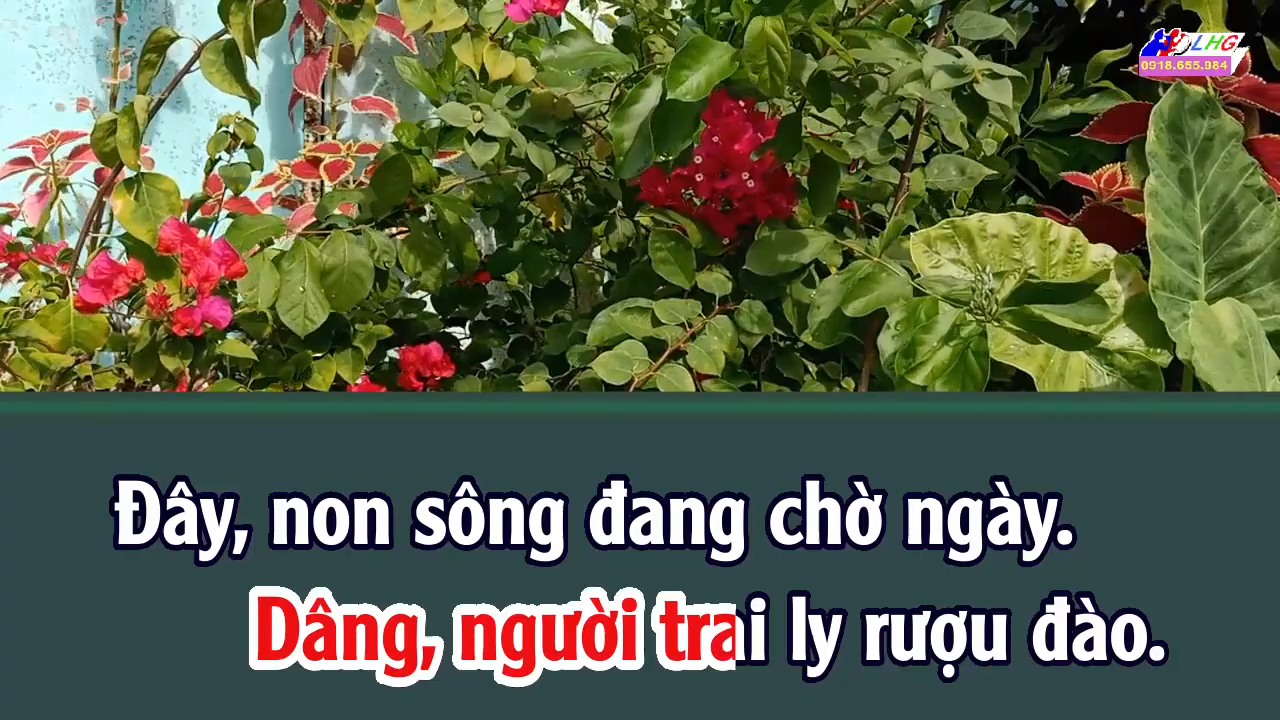 LHG
0918.655.984
Đây, non sông đang chờ ngày.
Dâng, người trai ly rượu đào.